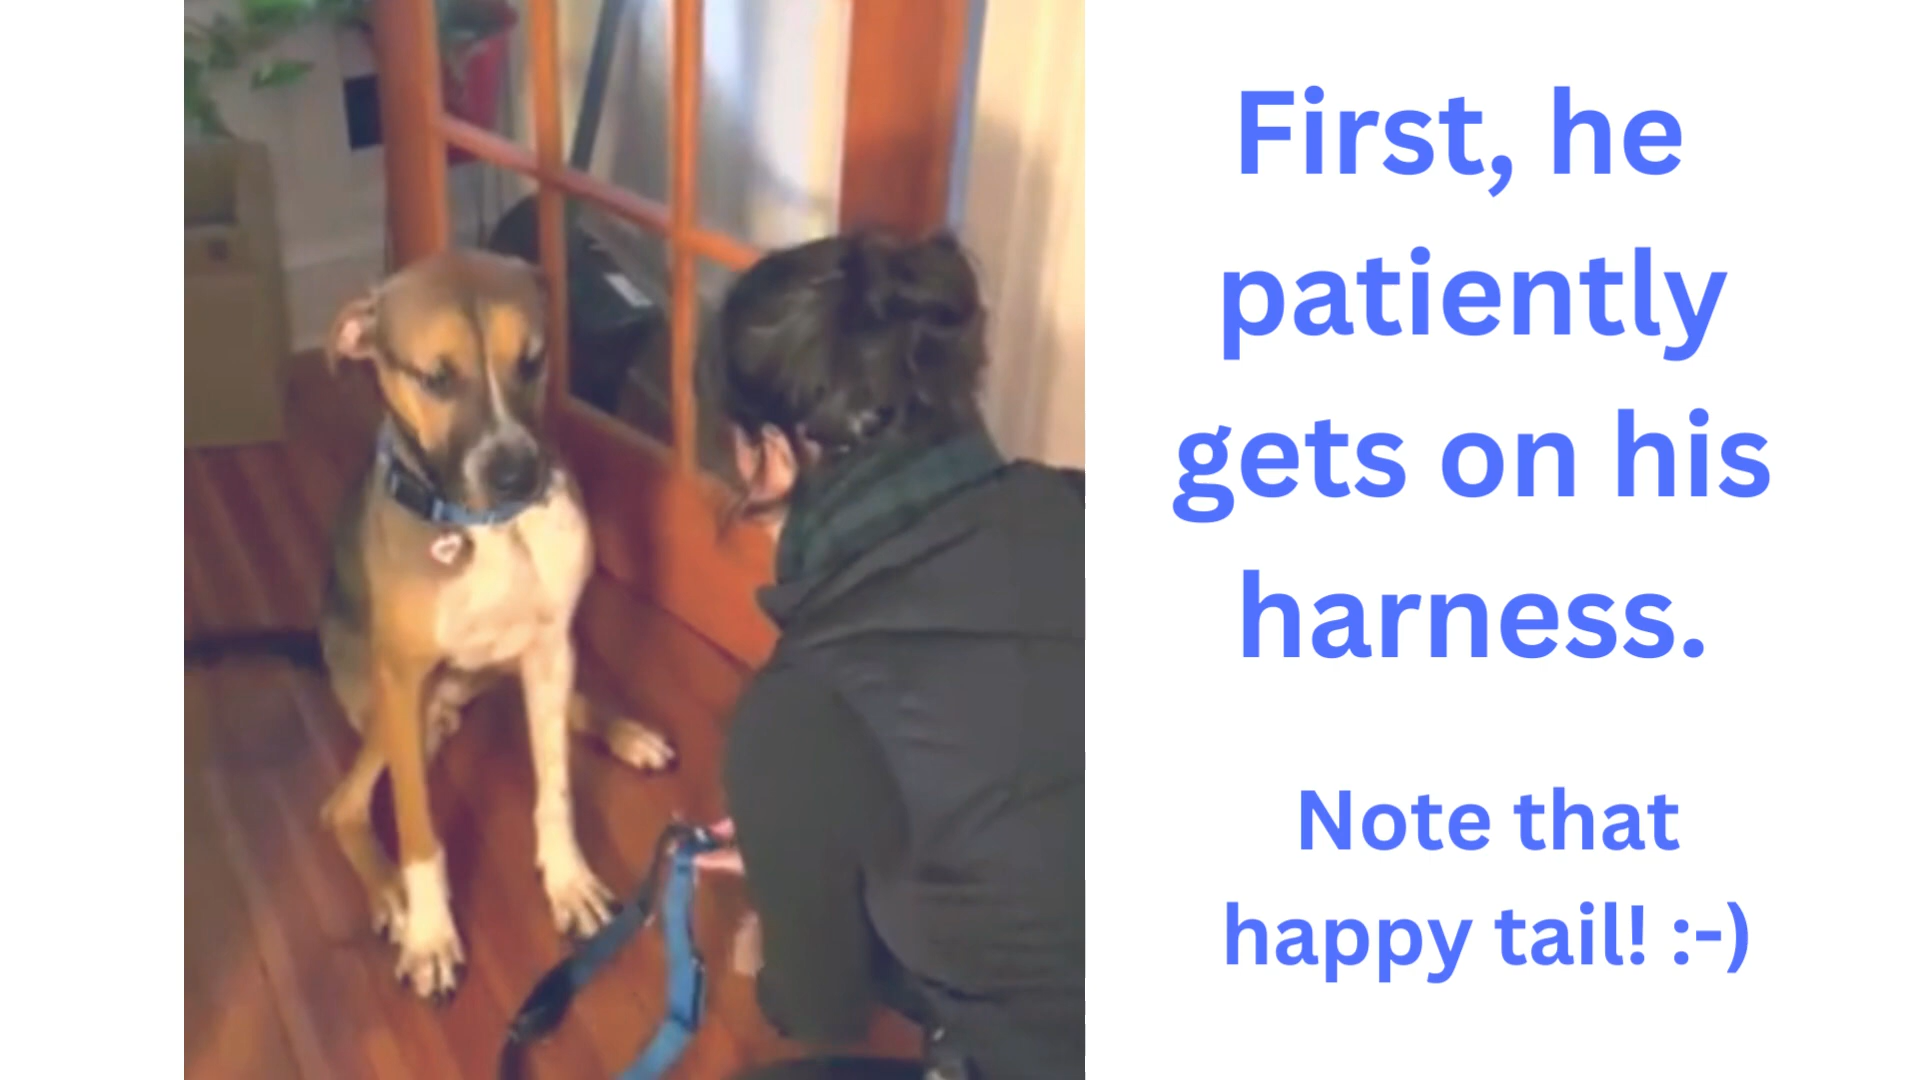 First, he
patiently
gets on his
harness.
Note that
happy tail! :-)